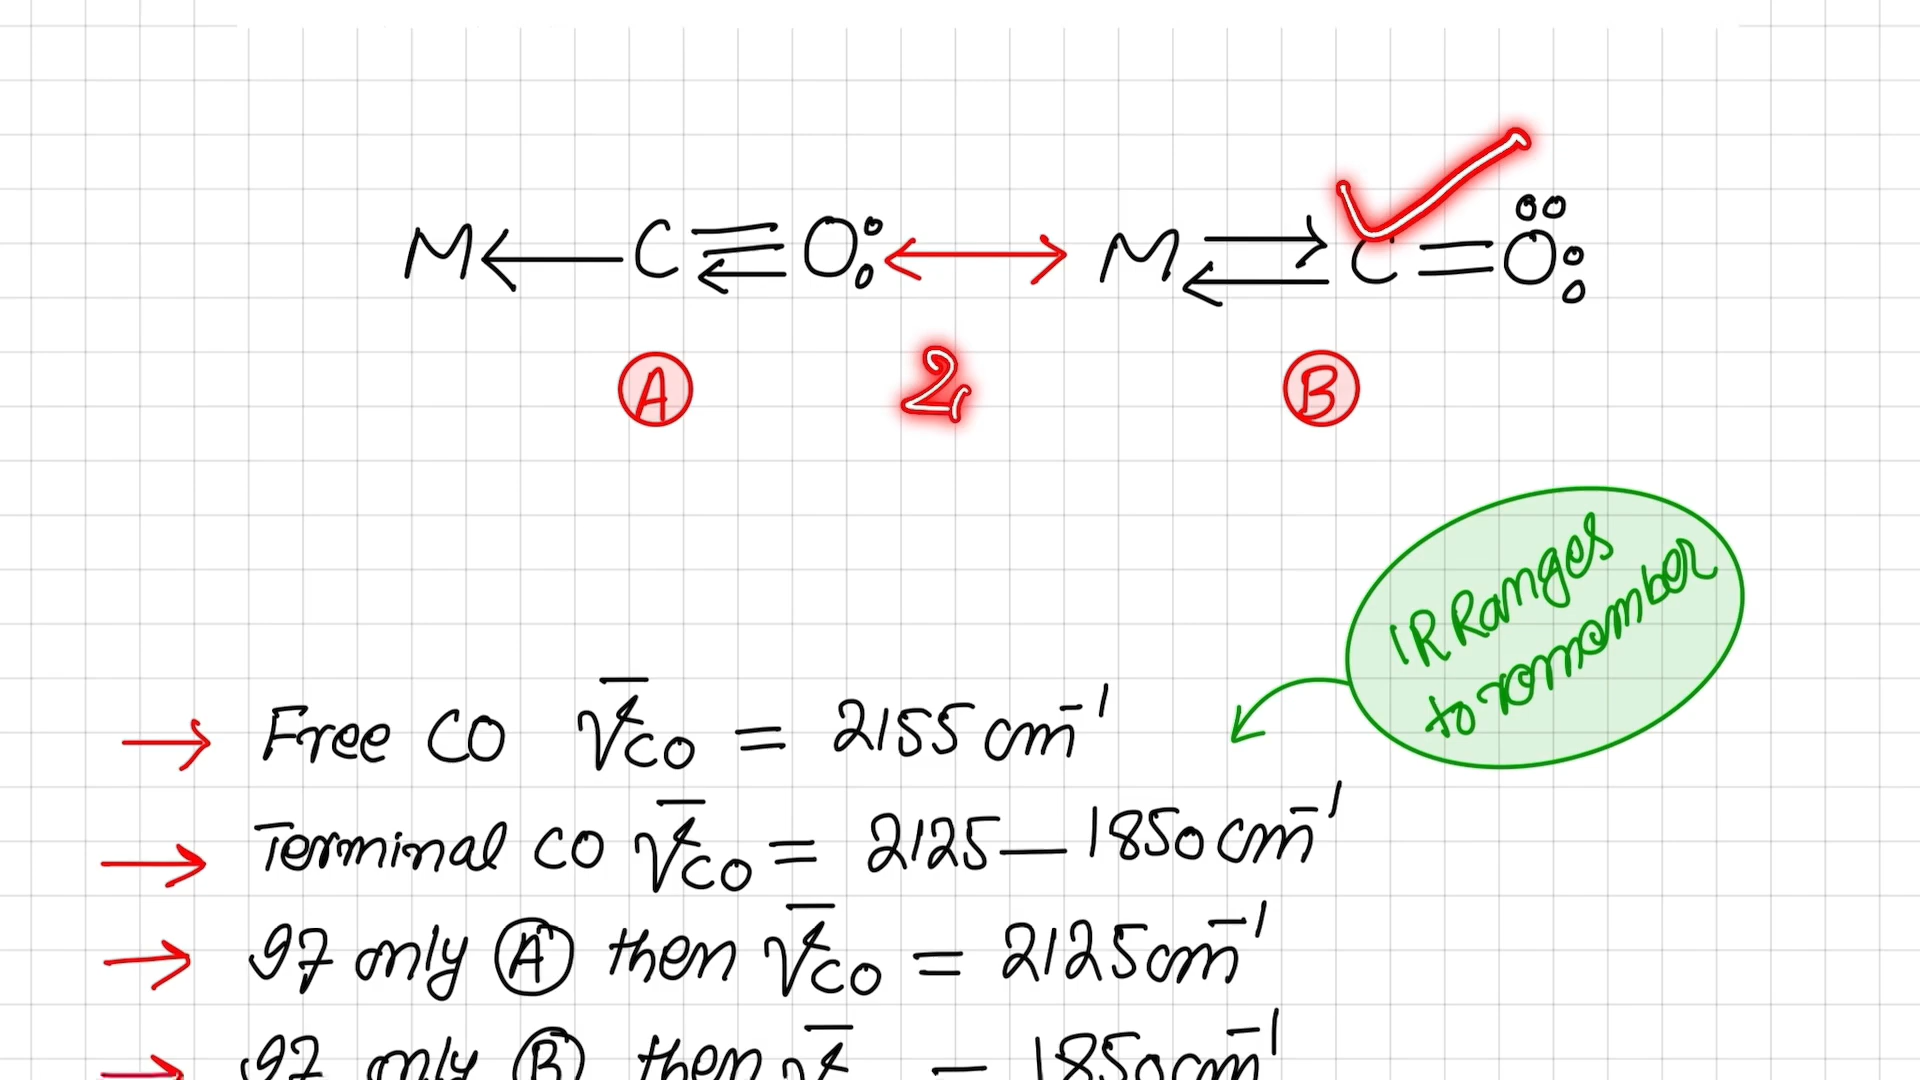 M ← C ≡ O: ↔ M ⇄ C = O:
A 2 B
IR Ranges
to remember
→ Free CO ν̅CO = 2155 cm⁻¹
→ Terminal CO ν̅CO = 2125 — 1850 cm⁻¹
→ If only A then ν̅CO = 2125 cm⁻¹
→ If only B then ν̅ = 1850 cm⁻¹